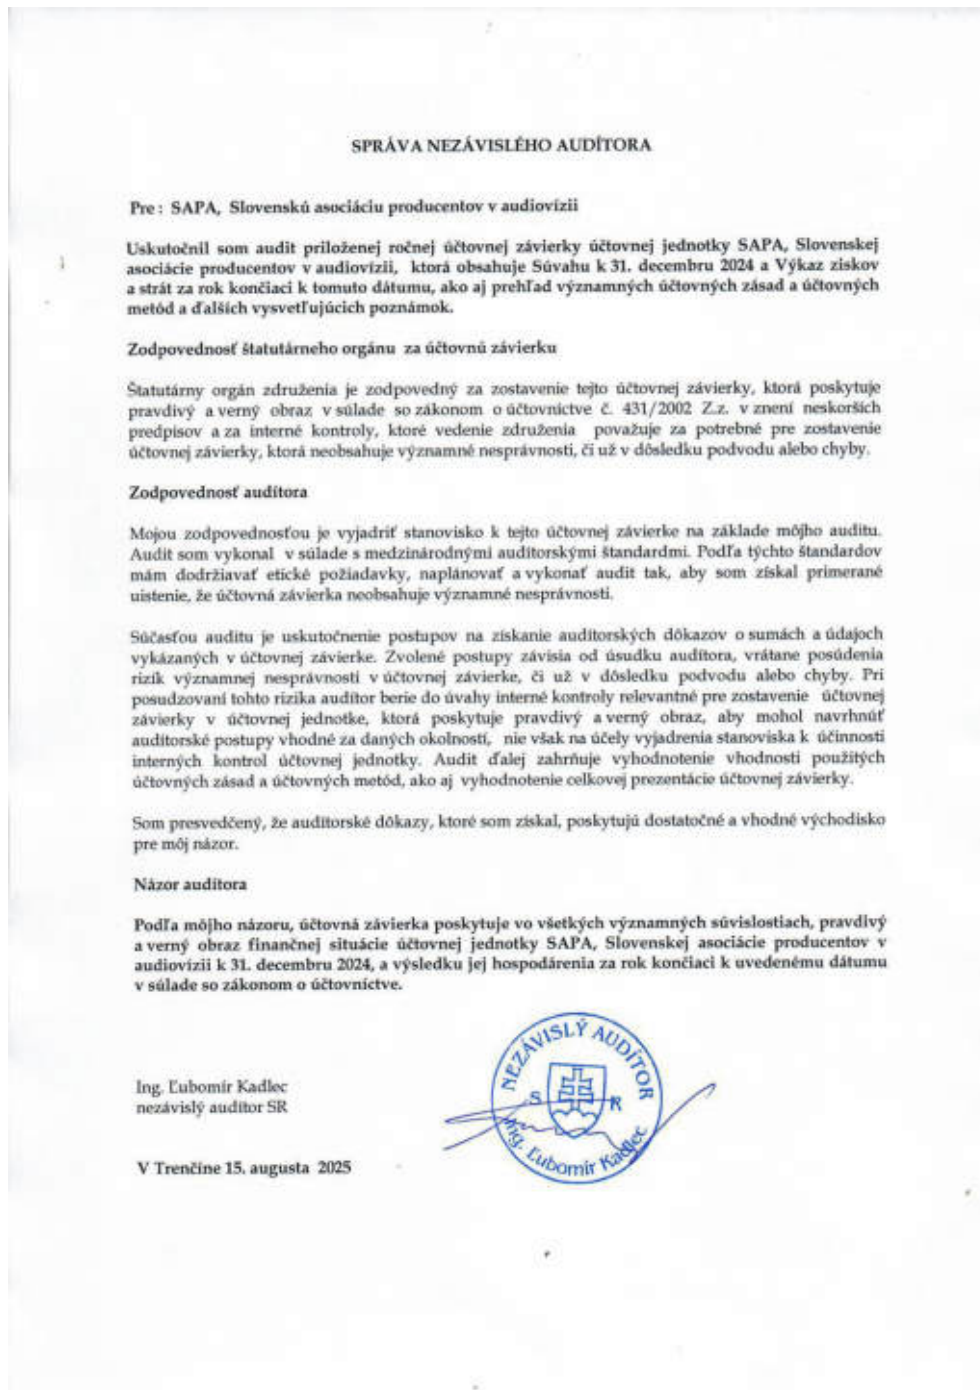 SPRÁVA NEZÁVISLÉHO AUDÍTORA
Pre : SAPA, Slovenskú asociáciu producentov v audiovízii
Uskutočnil som audit priloženej ročnej účtovnej závierky účtovnej jednotky SAPA, Slovenskej
asociácie producentov v audiovízii, ktorá obsahuje Súvahu k 31. decembru 2024 a Výkaz ziskov
a strát za rok končiaci k tomuto dátumu, ako aj prehľad významných účtovných zásad a účtovných
metód a ďalších vysvetľujúcich poznámok.
Zodpovednosť štatutárneho orgánu za účtovnú závierku
Štatutárny orgán združenia je zodpovedný za zostavenie tejto účtovnej závierky, ktorá poskytuje
pravdivý a verný obraz v súlade so zákonom o účtovníctve č. 431/2002 Z.z. v znení neskorších
predpisov a za interné kontroly, ktoré vedenie združenia považuje za potrebné pre zostavenie
účtovnej závierky, ktorá neobsahuje významné nesprávnosti, či už v dôsledku podvodu alebo chyby.
Zodpovednosť audítora
Mojou zodpovednosťou je vyjadriť stanovisko k tejto účtovnej závierke na základe môjho auditu.
Audit som vykonal v súlade s medzinárodnými audítorskými štandardmi. Podľa týchto štandardov
mám dodržiavať etické požiadavky, naplánovať a vykonať audit tak, aby som získal primerané
uistenie, že účtovná závierka neobsahuje významné nesprávnosti.
Súčasťou auditu je uskutočnenie postupov na získanie audítorských dôkazov o sumách a údajoch
vykázaných v účtovnej závierke. Zvolené postupy závisia od úsudku audítora, vrátane posúdenia
rizík významnej nesprávnosti v účtovnej závierke, či už v dôsledku podvodu alebo chyby. Pri
posudzovaní tohto rizika audítor berie do úvahy interné kontroly relevantné pre zostavenie účtovnej
závierky v účtovnej jednotke, ktorá poskytuje pravdivý a verný obraz, aby mohol navrhnúť
audítorské postupy vhodné za daných okolností, nie však na účely vyjadrenia stanoviska k účinnosti
interných kontrol účtovnej jednotky. Audit ďalej zahrňuje vyhodnotenie vhodnosti použitých
účtovných zásad a účtovných metód, ako aj vyhodnotenie celkovej prezentácie účtovnej závierky.
Som presvedčený, že audítorské dôkazy, ktoré som získal, poskytujú dostatočné a vhodné východisko
pre môj názor.
Názor audítora
Podľa môjho názoru, účtovná závierka poskytuje vo všetkých významných súvislostiach, pravdivý
a verný obraz finančnej situácie účtovnej jednotky SAPA, Slovenskej asociácie producentov v
audiovízii k 31. decembru 2024, a výsledku jej hospodárenia za rok končiaci k uvedenému dátumu
v súlade so zákonom o účtovníctve.
NEZÁVISLÝ AUDÍTOR
S R
Ing. Ľubomír Kadlec
Ing. Ľubomír Kadlec
nezávislý audítor SR
V Trenčíne 15. augusta 2025